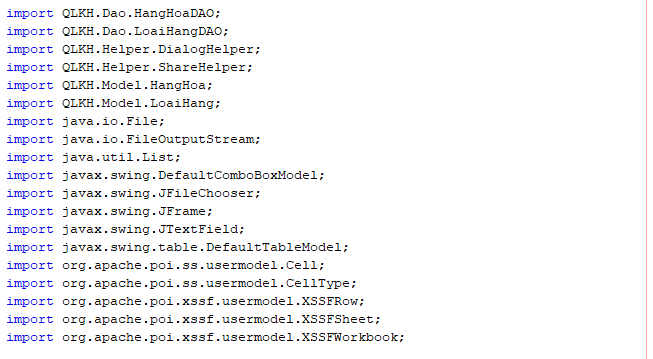 import QLKH.Dao.HangHoaDAO;
import QLKH.Dao.LoaiHangDAO;
import QLKH.Helper.DialogHelper;
import QLKH.Helper.ShareHelper;
import QLKH.Model.HangHoa;
import QLKH.Model.LoaiHang;
import java.io.File;
import java.io.FileOutputStream;
import java.util.List;
import javax.swing.DefaultComboBoxModel;
import javax.swing.JFileChooser;
import javax.swing.JFrame;
import javax.swing.JTextField;
import javax.swing.table.DefaultTableModel;
import org.apache.poi.ss.usermodel.Cell;
import org.apache.poi.ss.usermodel.CellType;
import org.apache.poi.xssf.usermodel.XSSFRow;
import org.apache.poi.xssf.usermodel.XSSFSheet;
import org.apache.poi.xssf.usermodel.XSSFWorkbook;